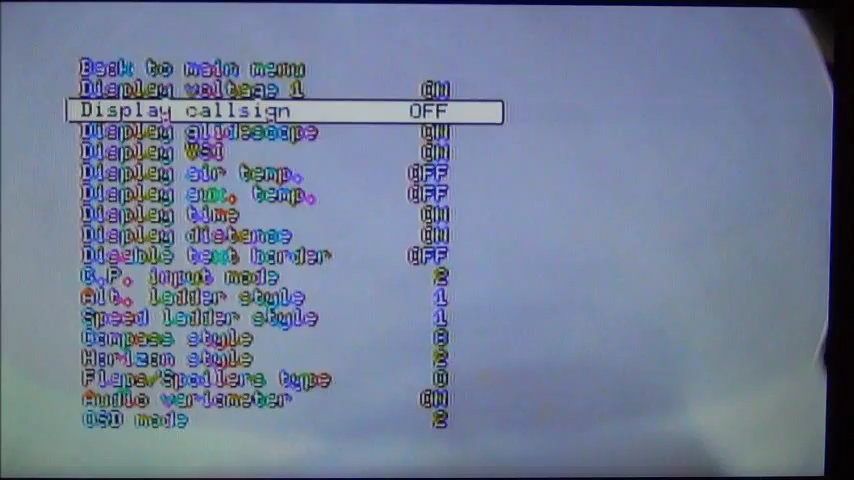 Back to main menu
Display voltage 1 ON
Display callsign OFF
Display glidescope ON
Display VSI ON
Display air temp. OFF
Display aux. temp. OFF
Display time ON
Display distance ON
Disable text border OFF
G.P. input mode 2
Alt. ladder style 1
Speed ladder style 1
Compass style
Horizon style 2
Flaps/Spoilers type 0
Audio variometer ON
OSD mode 2